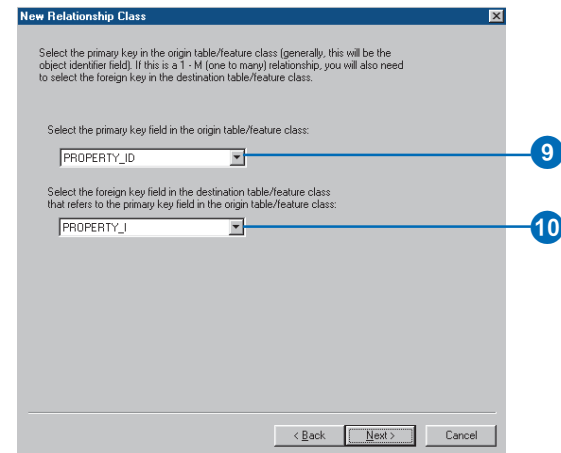 New Relationship Class
Select the primary key in the origin table/feature class (generally, this will be the
object identifier field). If this is a 1 - M (one to many) relationship, you will also need
to select the foreign key in the destination table/feature class.
Select the primary key field in the origin table/feature class:
PROPERTY_ID
9
Select the foreign key field in the destination table/feature class
that refers to the primary key field in the origin table/feature class:
PROPERTY_I
10
< Back
Next >
Cancel